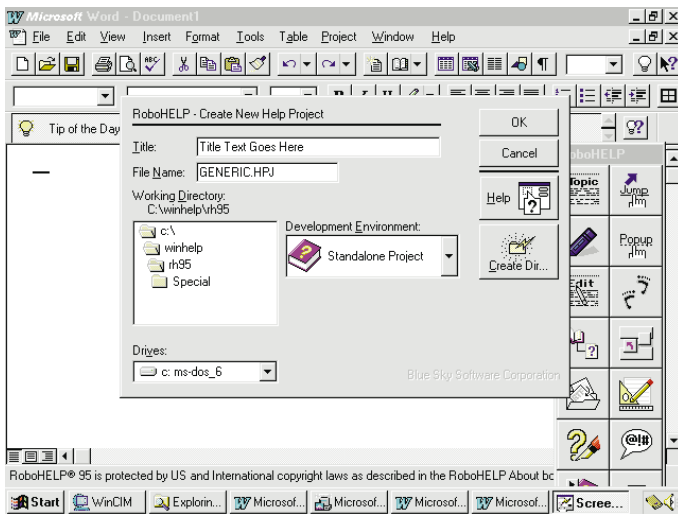 Microsoft Word - Document1
File Edit View Insert Format Tools Table Project Window Help
Tip of the Day
RoboHELP - Create New Help Project
Title: Title Text Goes Here
File Name: GENERIC.HPJ
Working Directory:
C:\winhelp\rh95
c:\
winhelp
rh95
Special
Development Environment:
Standalone Project
Drives:
c: ms-dos_6
OK
Cancel
Help
Create Dir...
Blue Sky Software Corporation
boHELP
Topic
Jump
Popup
Edit
RoboHELP® 95 is protected by US and International copyright laws as described in the RoboHELP About bo
Start WinCIM Explorin... Microsof... Microsof... Microsof... Microsof... Scree...